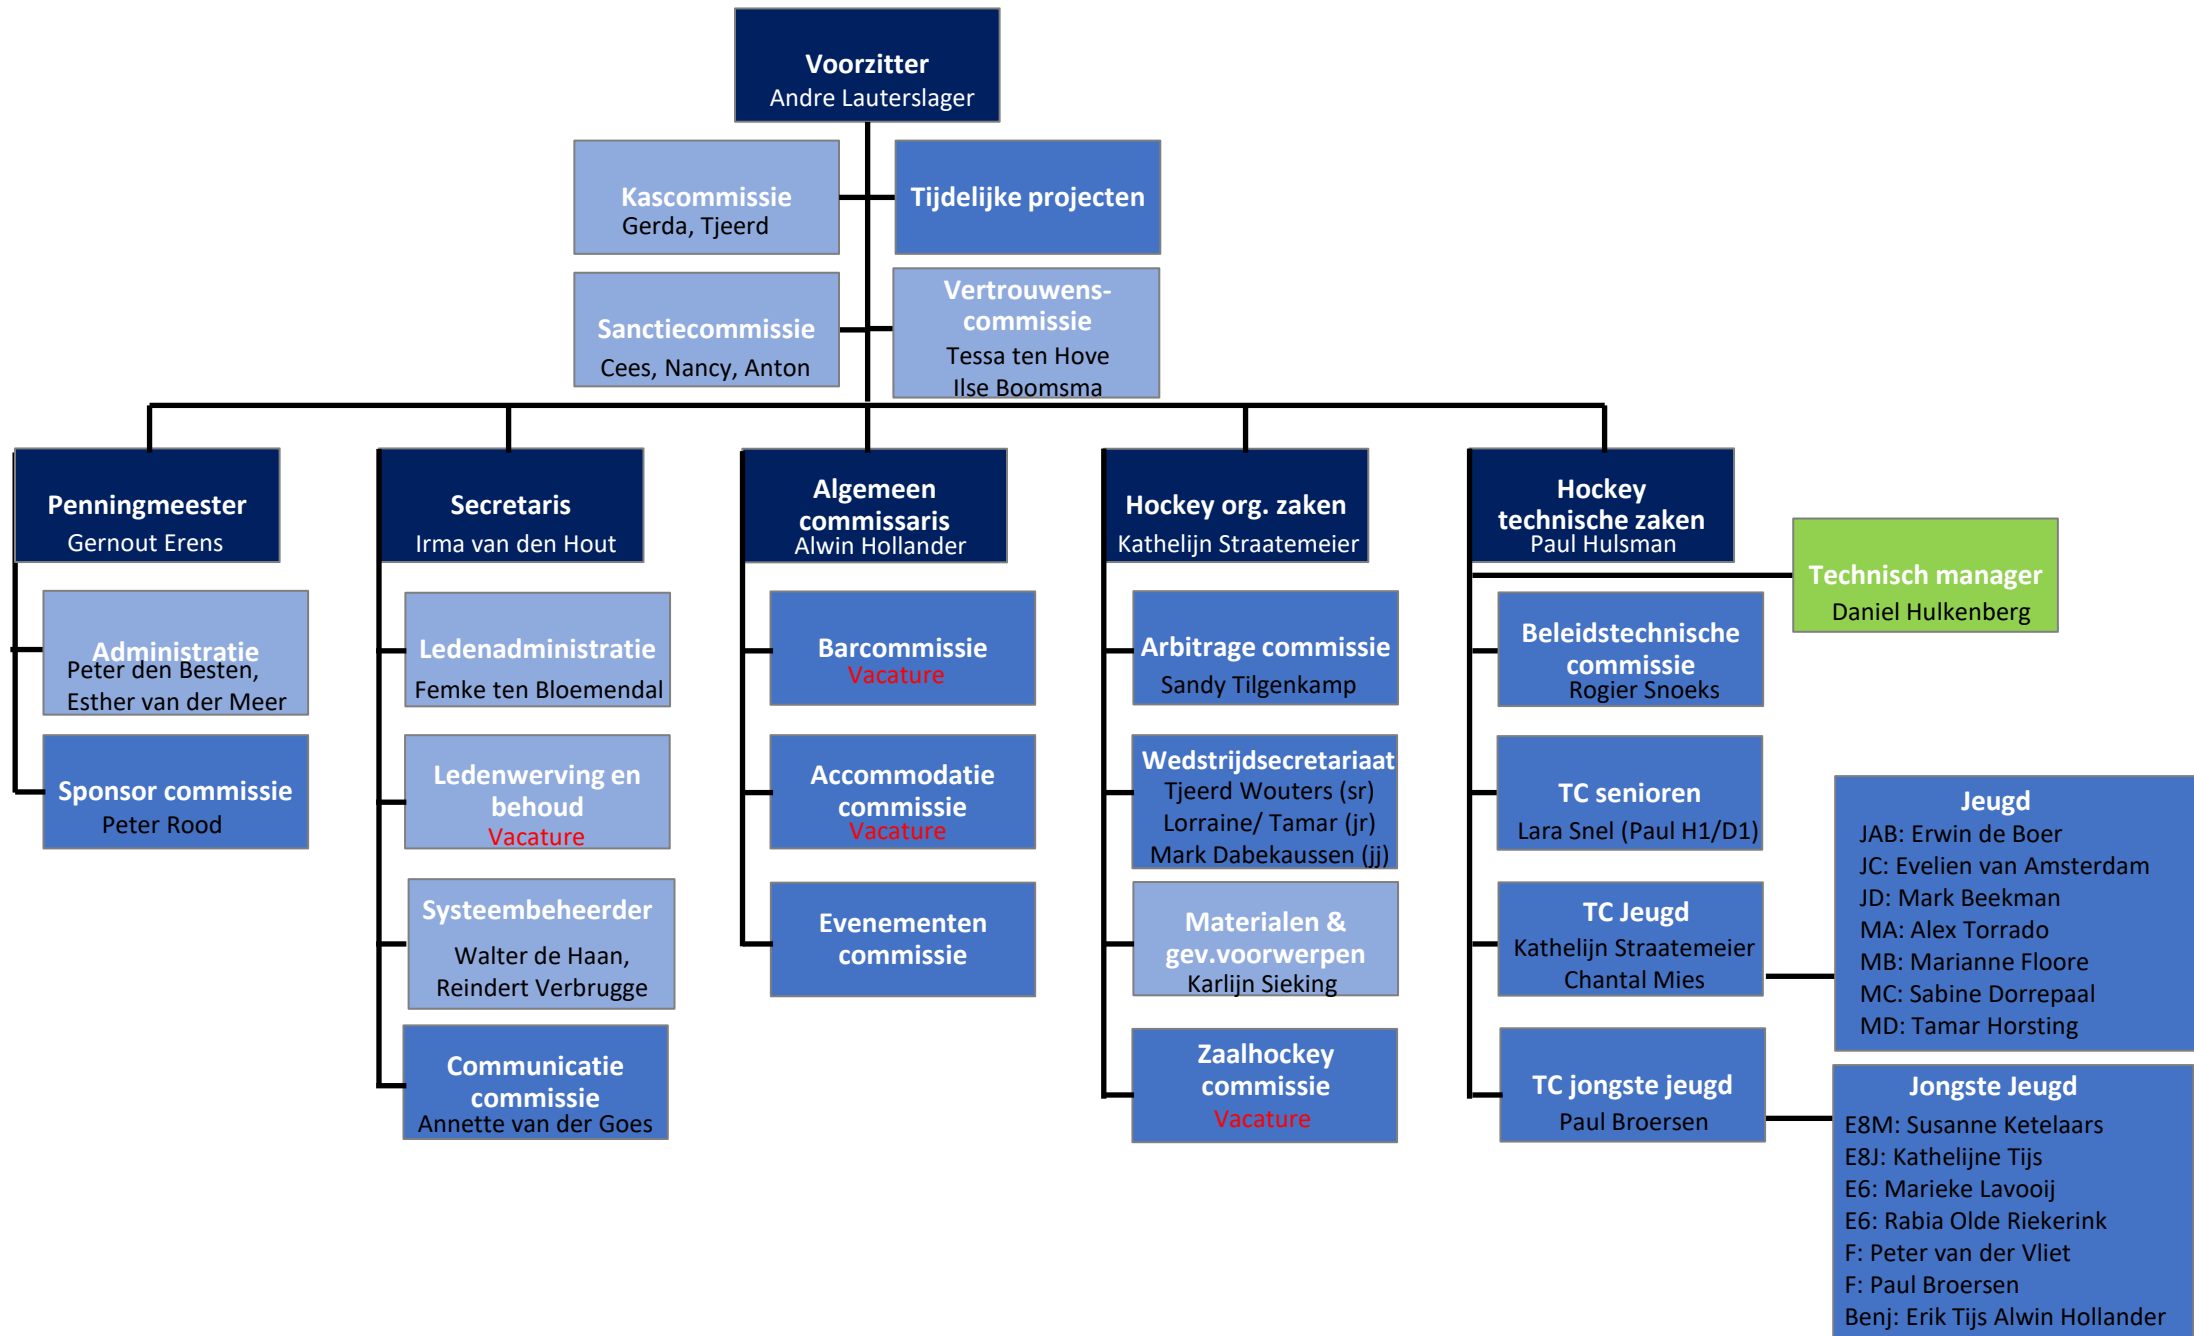 Voorzitter
Andre Lauterslager
Kascommissie
Gerda, Tjeerd
Tijdelijke projecten
Sanctiecommissie
Cees, Nancy, Anton
Vertrouwens-
commissie
Tessa ten Hove
Ilse Boomsma
Penningmeester
Gernout Erens
Administratie
Peter den Besten,
Esther van der Meer
Sponsor commissie
Peter Rood
Secretaris
Irma van den Hout
Ledenadministratie
Femke ten Bloemendal
Ledenwerving en
behoud
Vacature
Systeembeheerder
Walter de Haan,
Reindert Verbrugge
Communicatie
commissie
Annette van der Goes
Algemeen
commissaris
Alwin Hollander
Barcommissie
Vacature
Accommodatie
commissie
Vacature
Evenementen
commissie
Hockey org. zaken
Kathelijn Straatemeier
Arbitrage commissie
Sandy Tilgenkamp
Wedstrijdsecretariaat
Tjeerd Wouters (sr)
Lorraine/ Tamar (jr)
Mark Dabekaussen (jj)
Materialen &
gev.voorwerpen
Karlijn Sieking
Zaalhockey
commissie
Vacature
Hockey
technische zaken
Paul Hulsman
Technisch manager
Daniel Hulkenberg
Beleidstechnische
commissie
Rogier Snoeks
TC senioren
Lara Snel (Paul H1/D1)
TC Jeugd
Kathelijn Straatemeier
Chantal Mies
TC jongste jeugd
Paul Broersen
Jeugd
JAB: Erwin de Boer
JC: Evelien van Amsterdam
JD: Mark Beekman
MA: Alex Torrado
MB: Marianne Floore
MC: Sabine Dorrepaal
MD: Tamar Horsting
Jongste Jeugd
E8M: Susanne Ketelaars
E8J: Kathelijne Tijs
E6: Marieke Lavooij
E6: Rabia Olde Riekerink
F: Peter van der Vliet
F: Paul Broersen
Benj: Erik Tijs Alwin Hollander